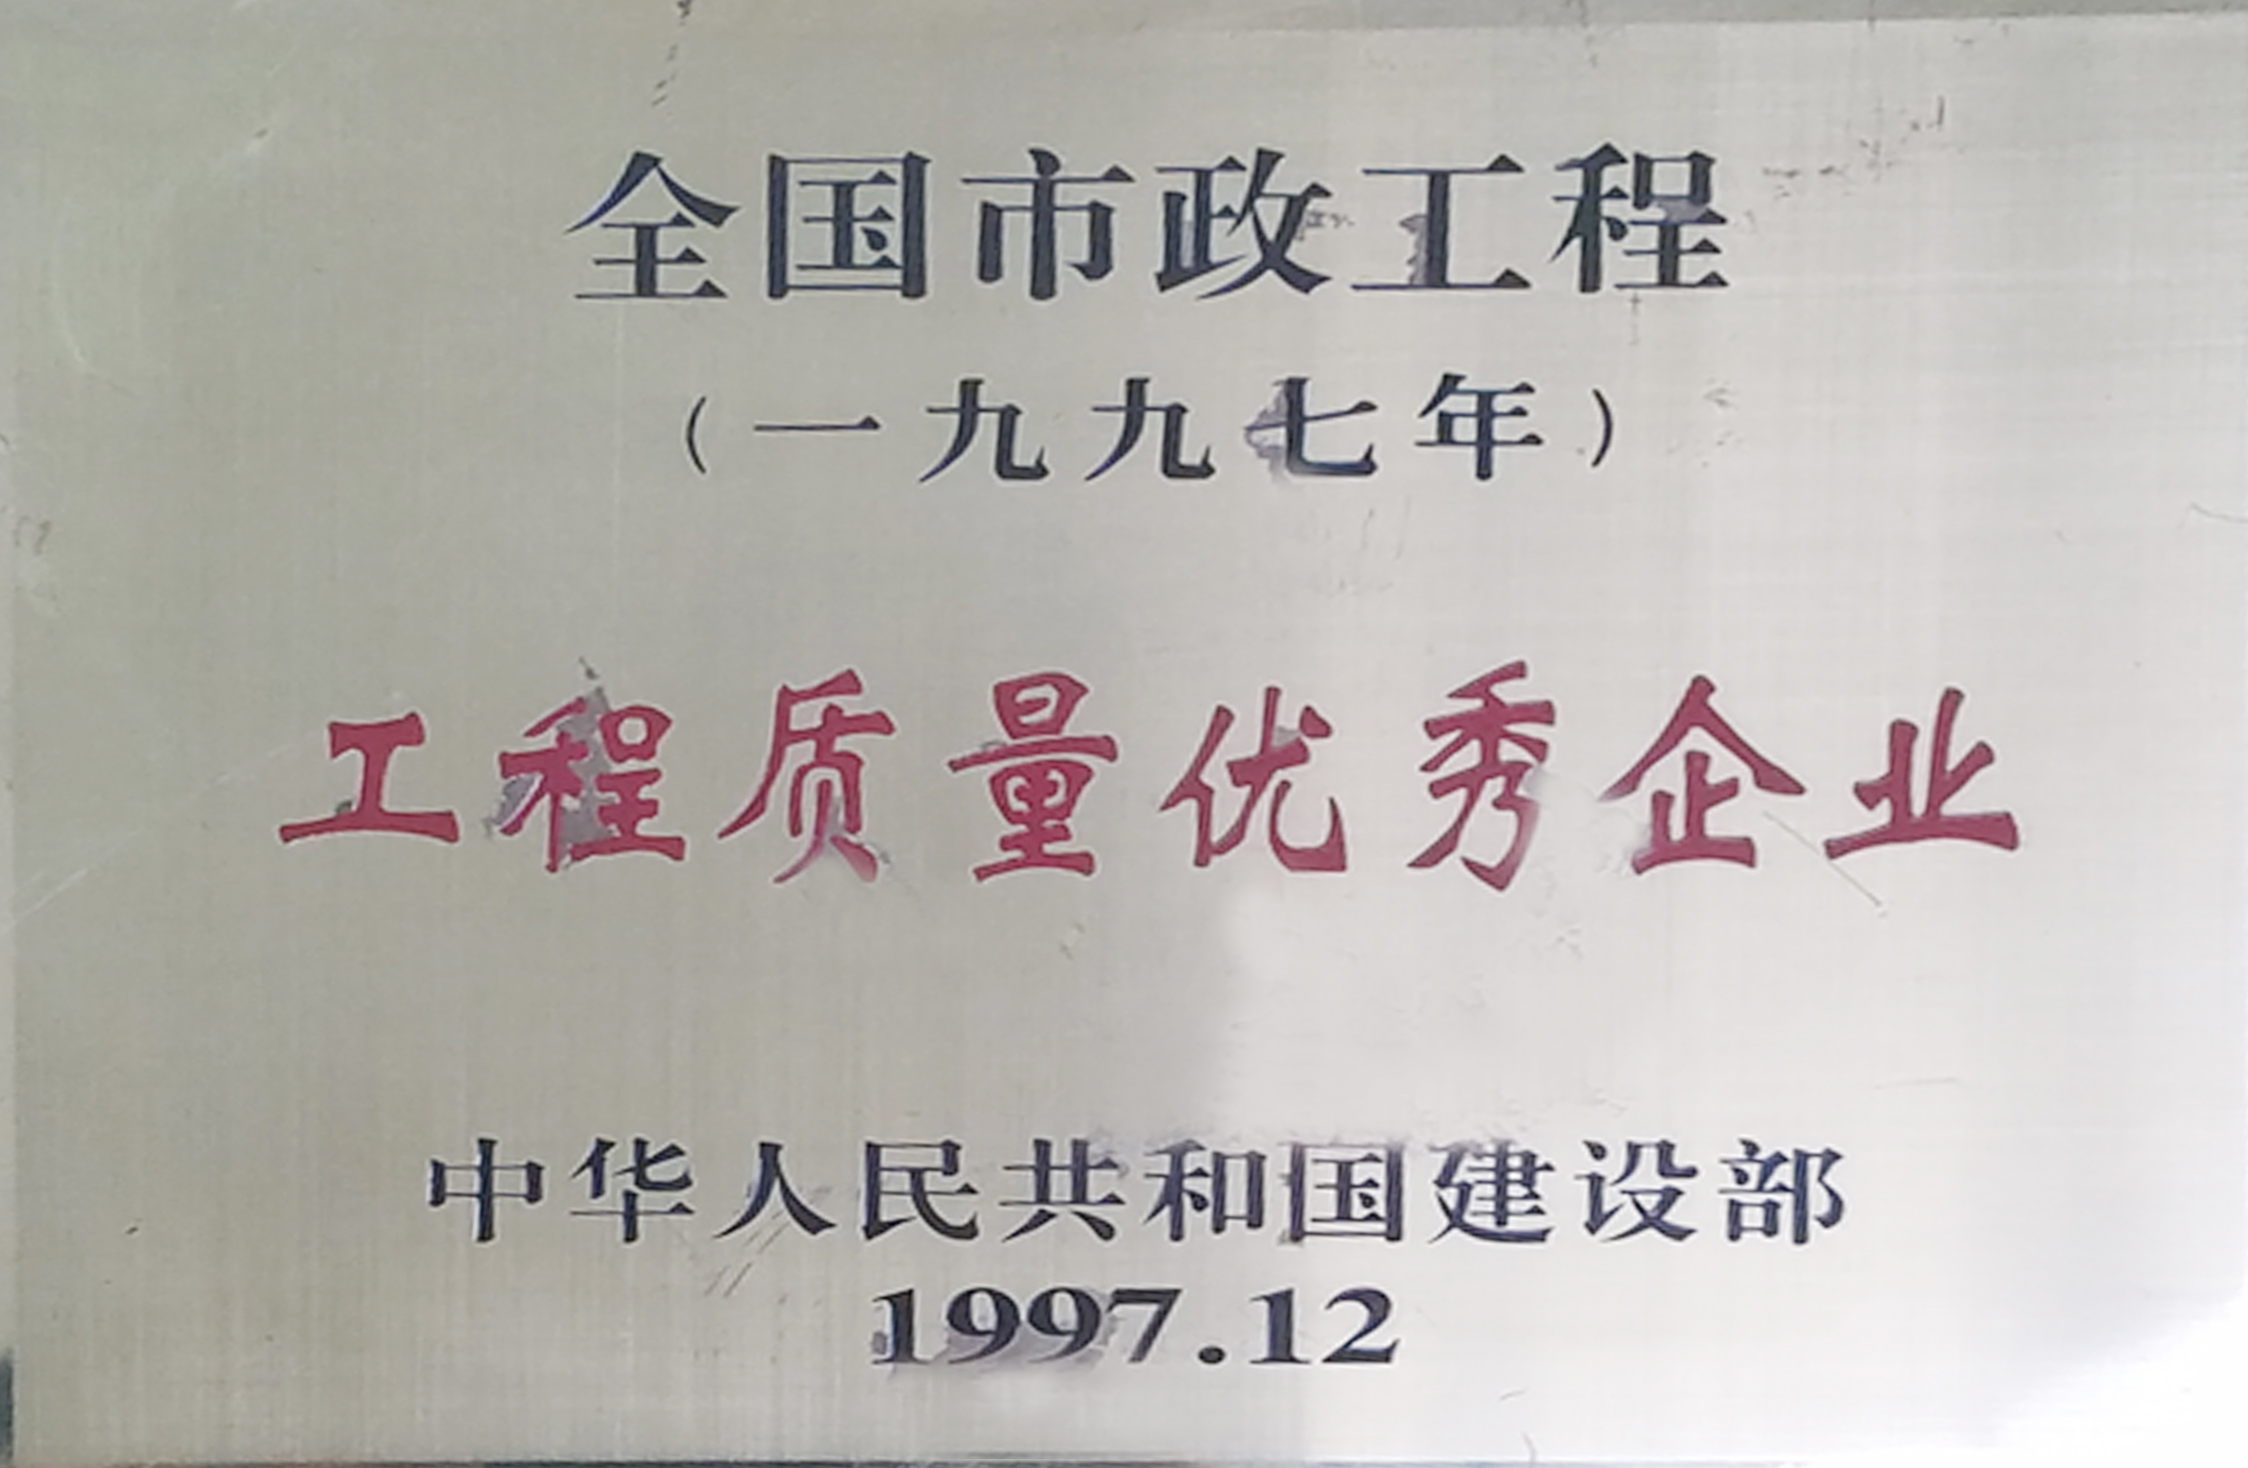 全国市政工程
（一九九七年）
工程质量优秀企业
中华人民共和国建设部
1997.12